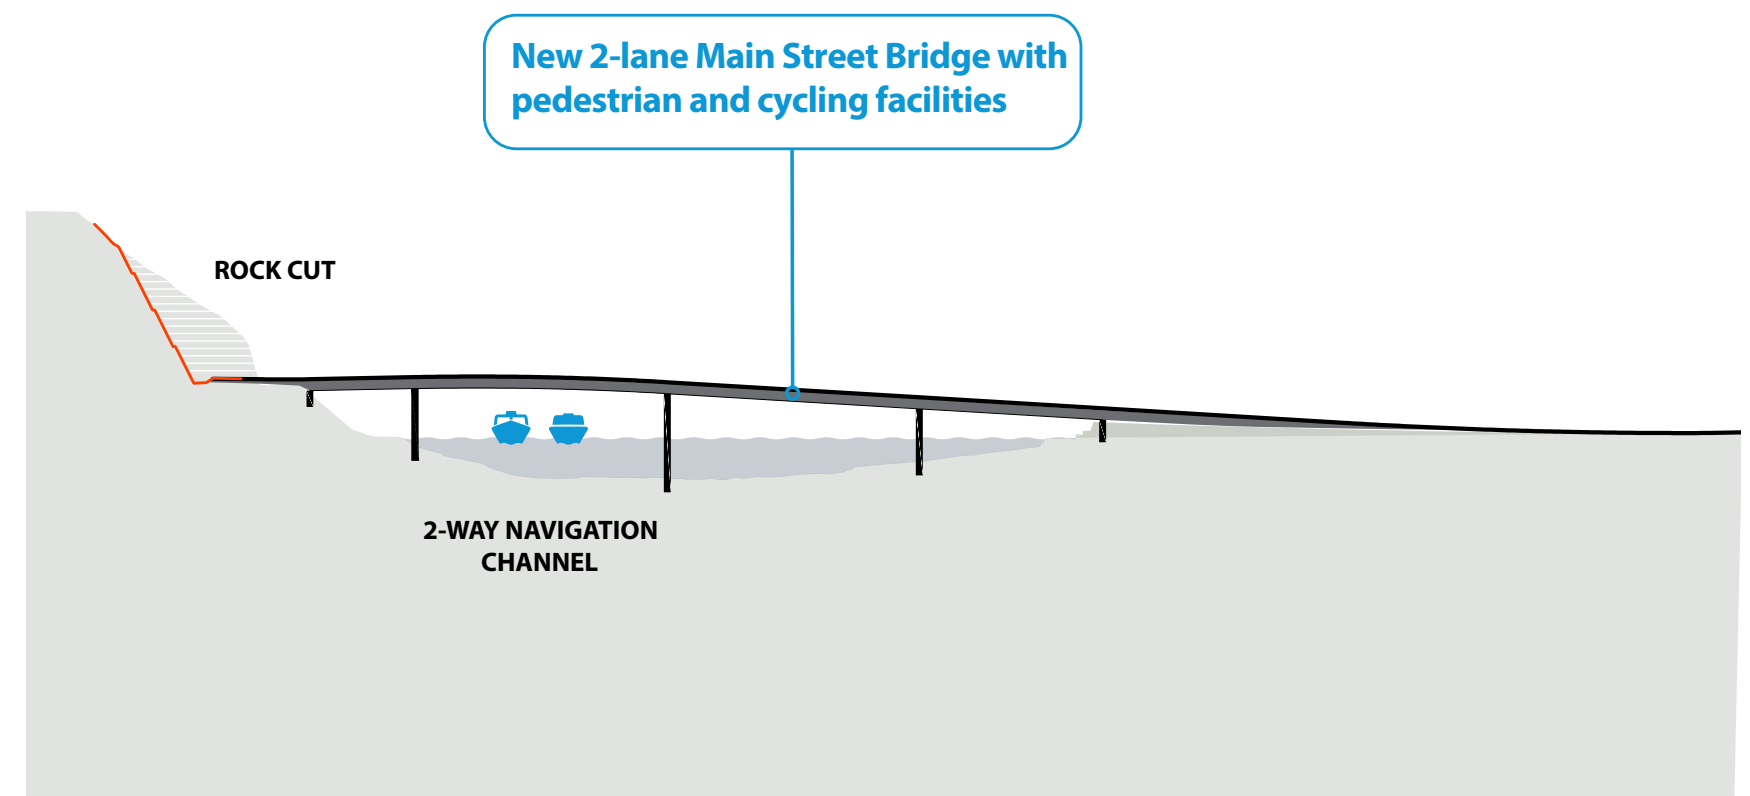 New 2-lane Main Street Bridge with
pedestrian and cycling facilities
ROCK CUT
2-WAY NAVIGATION
CHANNEL